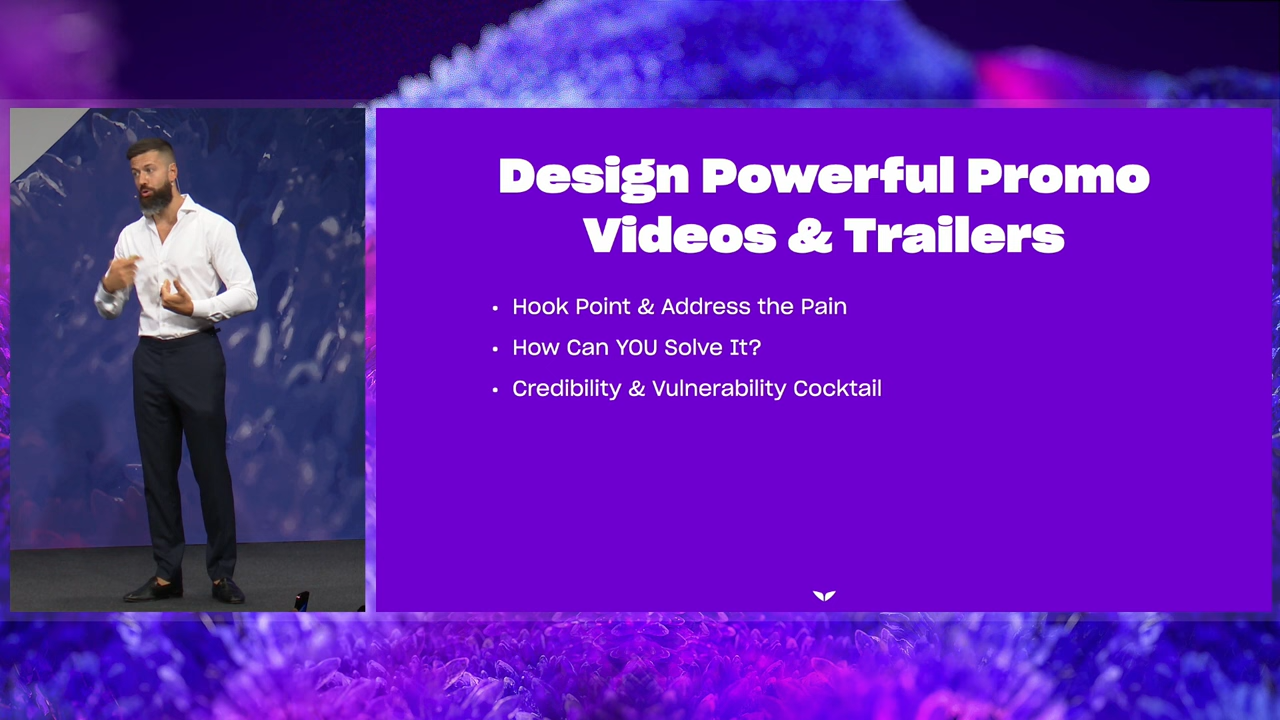 Design Powerful Promo
Videos & Trailers
• Hook Point & Address the Pain
• How Can YOU Solve It?
• Credibility & Vulnerability Cocktail